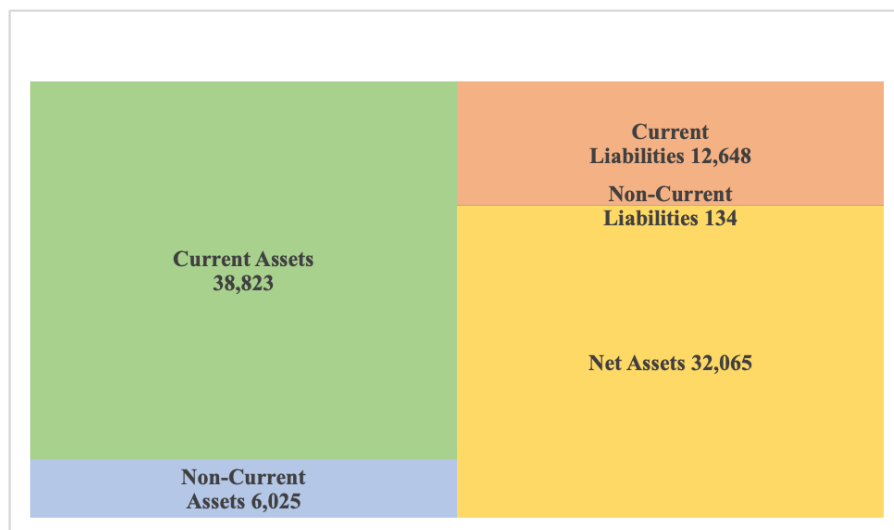 Current Assets
38,823
Non-Current
Assets 6,025
Current
Liabilities 12,648
Non-Current
Liabilities 134
Net Assets 32,065